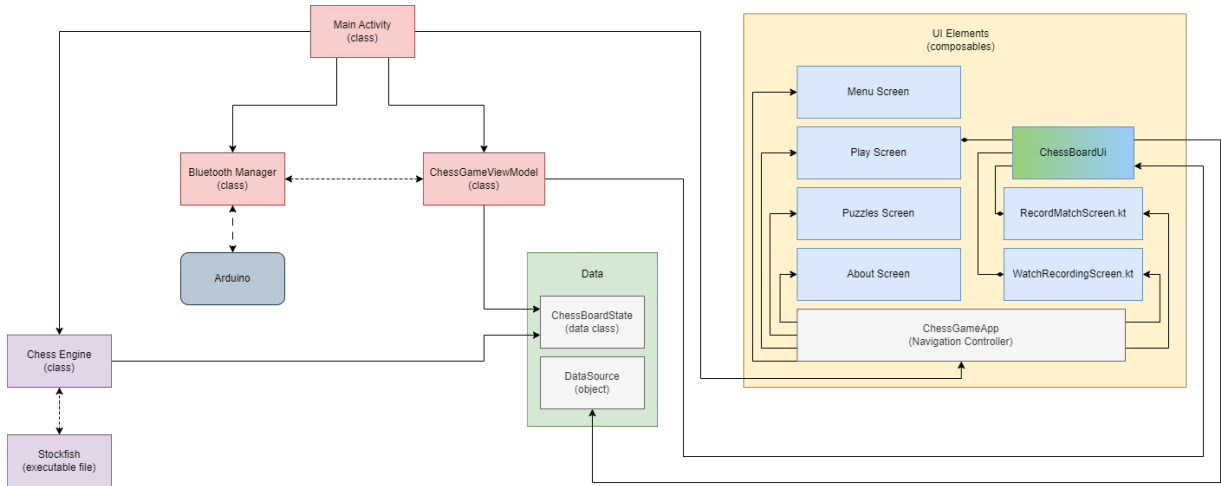 Main Activity
(class)
UI Elements
(composables)
Menu Screen
Play Screen
ChessBoardUi
Bluetooth Manager
(class)
ChessGameViewModel
(class)
Puzzles Screen
RecordMatchScreen.kt
Arduino
Data
About Screen
WatchRecordingScreen.kt
ChessBoardState
(data class)
ChessGameApp
(Navigation Controller)
Chess Engine
(class)
DataSource
(object)
Stockfish
(executable file)